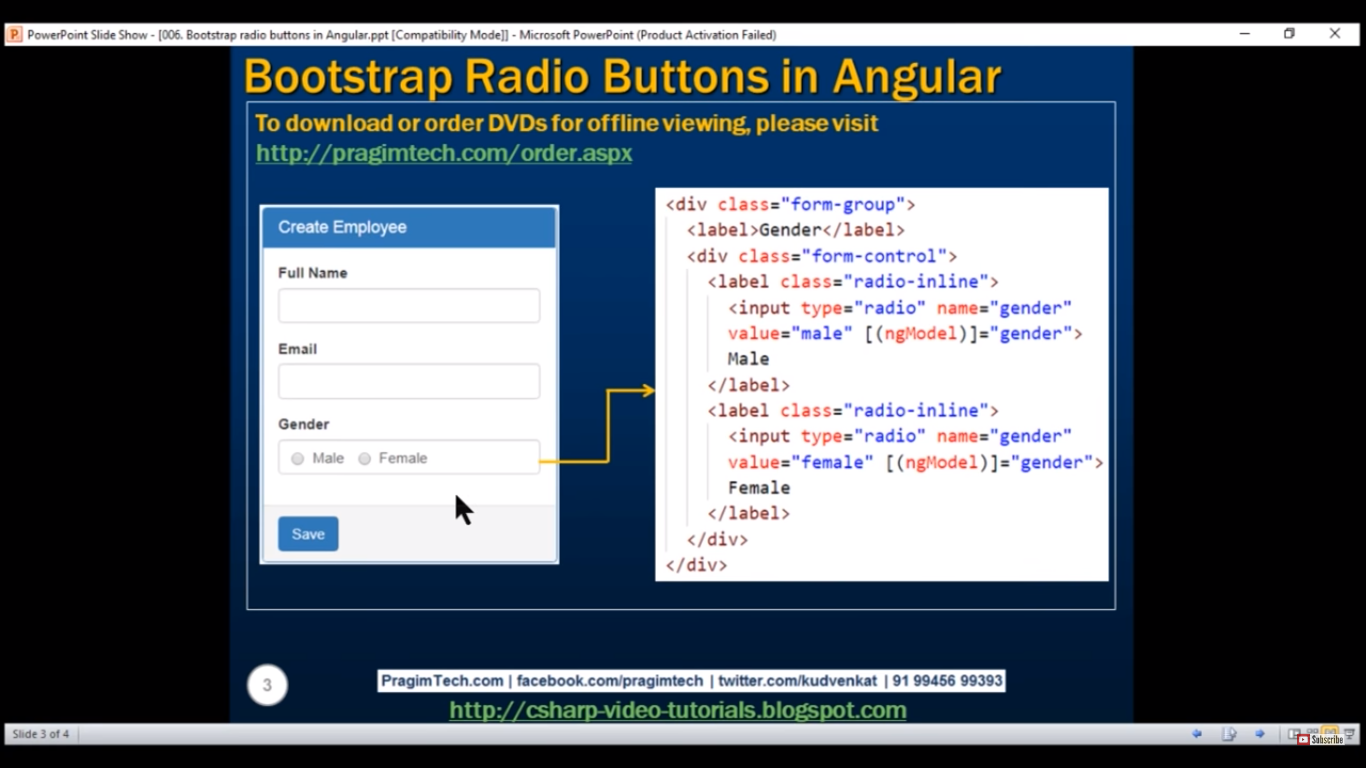 PowerPoint Slide Show - [006. Bootstrap radio buttons in Angular.ppt [Compatibility Mode]] - Microsoft PowerPoint (Product Activation Failed)
Bootstrap Radio Buttons in Angular
To download or order DVDs for offline viewing, please visit
http://pragimtech.com/order.aspx
Create Employee
Full Name
Email
Gender
Male Female
Save
<div class="form-group">
<label>Gender</label>
<div class="form-control">
<label class="radio-inline">
<input type="radio" name="gender"
value="male" [(ngModel)]="gender">
Male
</label>
<label class="radio-inline">
<input type="radio" name="gender"
value="female" [(ngModel)]="gender">
Female
</label>
</div>
</div>
3
PragimTech.com | facebook.com/pragimtech | twitter.com/kudvenkat | 91 99456 99393
http://csharp-video-tutorials.blogspot.com
Slide 3 of 4
Subscribe